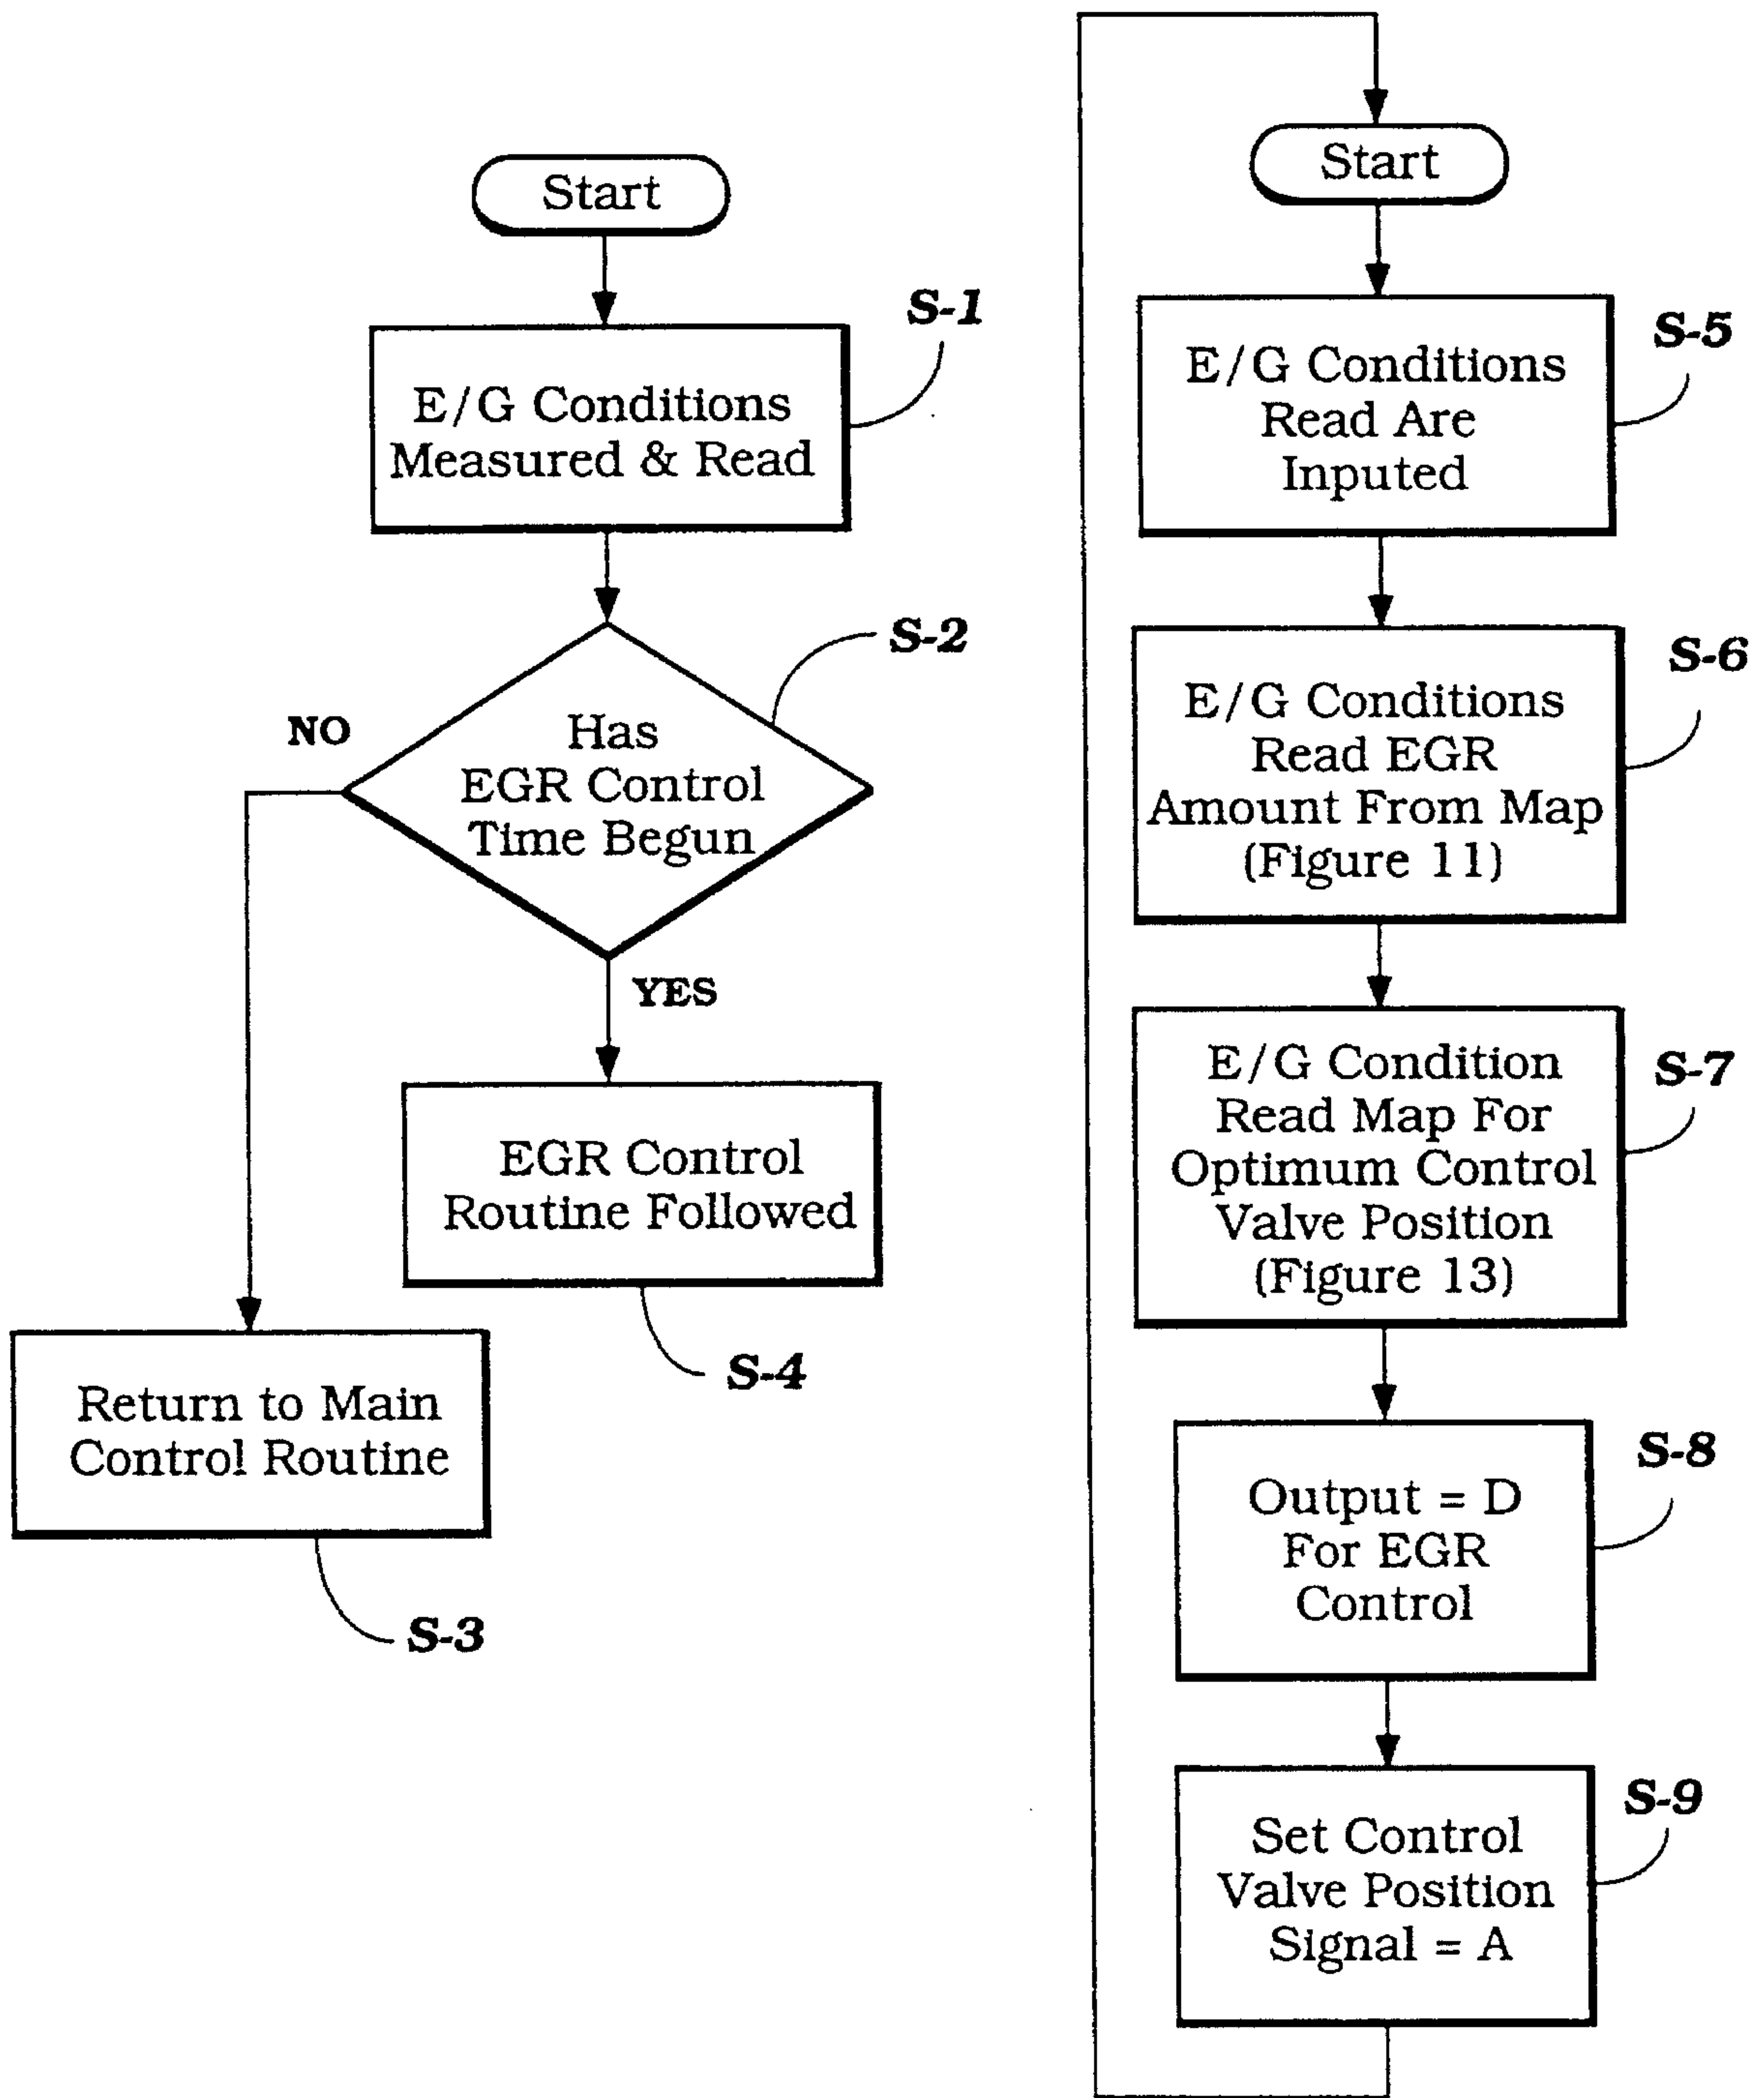 Start
S-1
E/G Conditions
Measured & Read
S-2
NO
Has
EGR Control
Time Begun
YES
EGR Control
Routine Followed
S-4
Return to Main
Control Routine
S-3
Start
S-5
E/G Conditions
Read Are
Inputed
S-6
E/G Conditions
Read EGR
Amount From Map
(Figure 11)
S-7
E/G Condition
Read Map For
Optimum Control
Valve Position
(Figure 13)
S-8
Output = D
For EGR
Control
S-9
Set Control
Valve Position
Signal = A